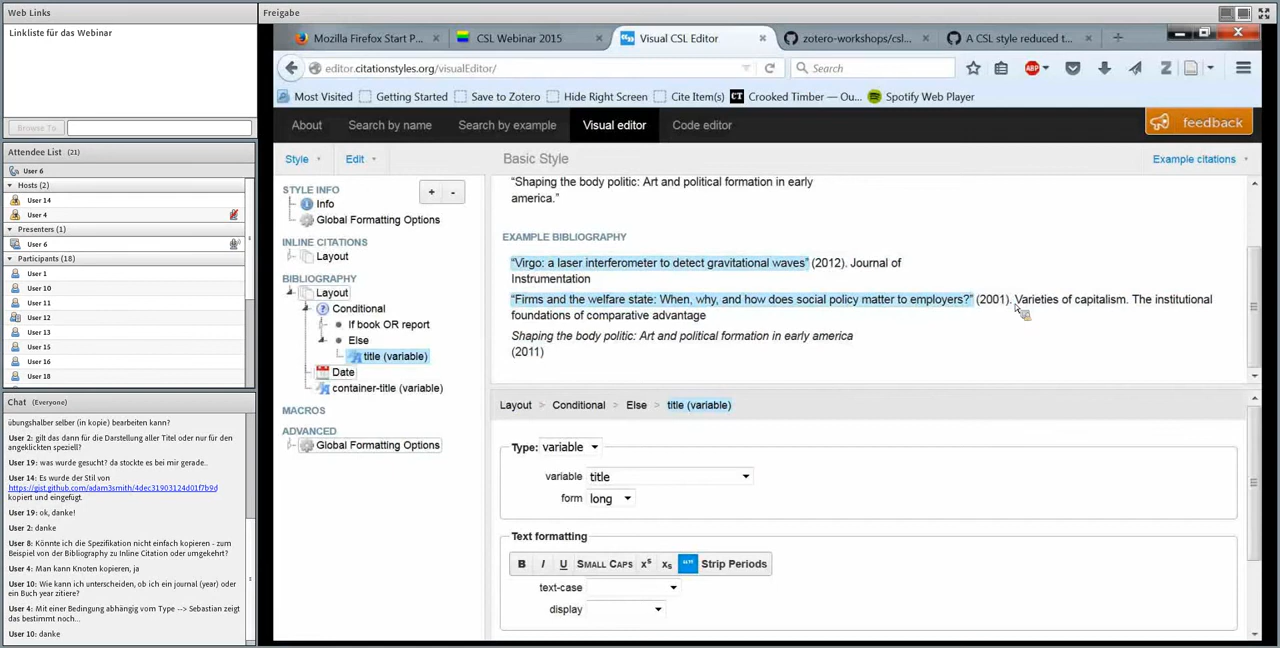 Web Links
Linkliste für das Webinar
Browse To
Attendee List (21)
User 6
Hosts (2)
User 14
User 4
Presenters (1)
User 6
Participants (18)
User 1
User 10
User 11
User 12
User 13
User 15
User 16
User 18
Chat (Everyone)
übungshalber selber (in kopie) bearbeiten kann?
User 2: gilt das dann für die Darstellung aller Titel oder nur für den
angeklickten speziell?
User 19: was wurde gesucht? da stockte es bei mir gerade..
User 14: Es wurde der Stil von
https://gist.github.com/adam3smith/4dec31903124d01f7b9d
kopiert und eingefügt.
User 19: ok, danke!
User 2: danke
User 8: Könnte ich die Spezifikation nicht einfach kopieren - zum
Beispiel von der Bibliography zu Inline Citation oder umgekehrt?
User 4: Man kann Knoten kopieren, ja
User 10: Wie kann ich unterscheiden, ob ich ein journal (year) oder
ein Buch year zitiere?
User 4: Mit einer Bedingung abhängig vom Type --> Sebastian zeigt
das bestimmt noch...
User 10: danke
Freigabe
Mozilla Firefox Start P...
CSL Webinar 2015
Visual CSL Editor
zotero-workshops/csl...
A CSL style reduced t...
editor.citationstyles.org/visualEditor/
Search
ABP
Z
Most Visited
Getting Started
Save to Zotero
Hide Right Screen
Cite Item(s)
CT
Crooked Timber — Ou...
Spotify Web Player
About
Search by name
Search by example
Visual editor
Code editor
feedback
Style
Edit
Basic Style
Example citations
STYLE INFO
+
-
Info
Global Formatting Options
INLINE CITATIONS
Layout
BIBLIOGRAPHY
Layout
Conditional
If book OR report
Else
title (variable)
Date
container-title (variable)
MACROS
ADVANCED
Global Formatting Options
“Shaping the body politic: Art and political formation in early
america.”
EXAMPLE BIBLIOGRAPHY
“Virgo: a laser interferometer to detect gravitational waves” (2012). Journal of
Instrumentation
“Firms and the welfare state: When, why, and how does social policy matter to employers?” (2001). Varieties of capitalism. The institutional
foundations of comparative advantage
Shaping the body politic: Art and political formation in early america
(2011)
Layout > Conditional > Else > title (variable)
Type: variable
variable title
form long
Text formatting
B I U SMALL CAPS x⁵ x₅ “” Strip Periods
text-case
display